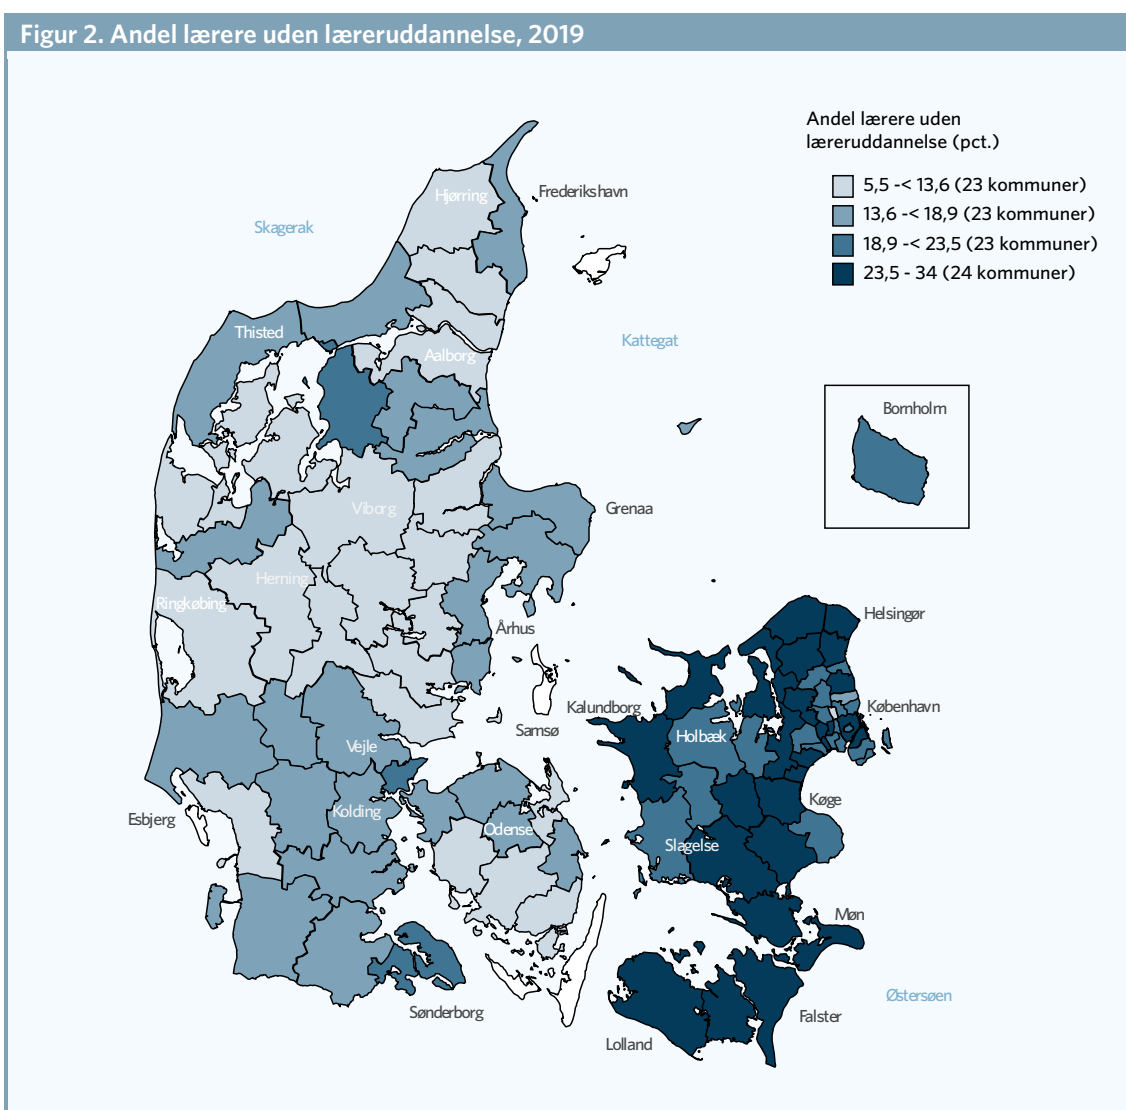 Figur 2. Andel lærere uden læreruddannelse, 2019
Andel lærere uden
læreruddannelse (pct.)
5,5 -< 13,6 (23 kommuner)
13,6 -< 18,9 (23 kommuner)
18,9 -< 23,5 (23 kommuner)
23,5 - 34 (24 kommuner)
Hjørring
Frederikshavn
Skagerak
Thisted
Kattegat
Aalborg
Bornholm
Viborg
Grenaa
Herning
Ringkøbing
Helsingør
Århus
Kalundborg
København
Samsø
Holbæk
Vejle
Køge
Kolding
Esbjerg
Odense
Slagelse
Møn
Østersøen
Sønderborg
Falster
Lolland